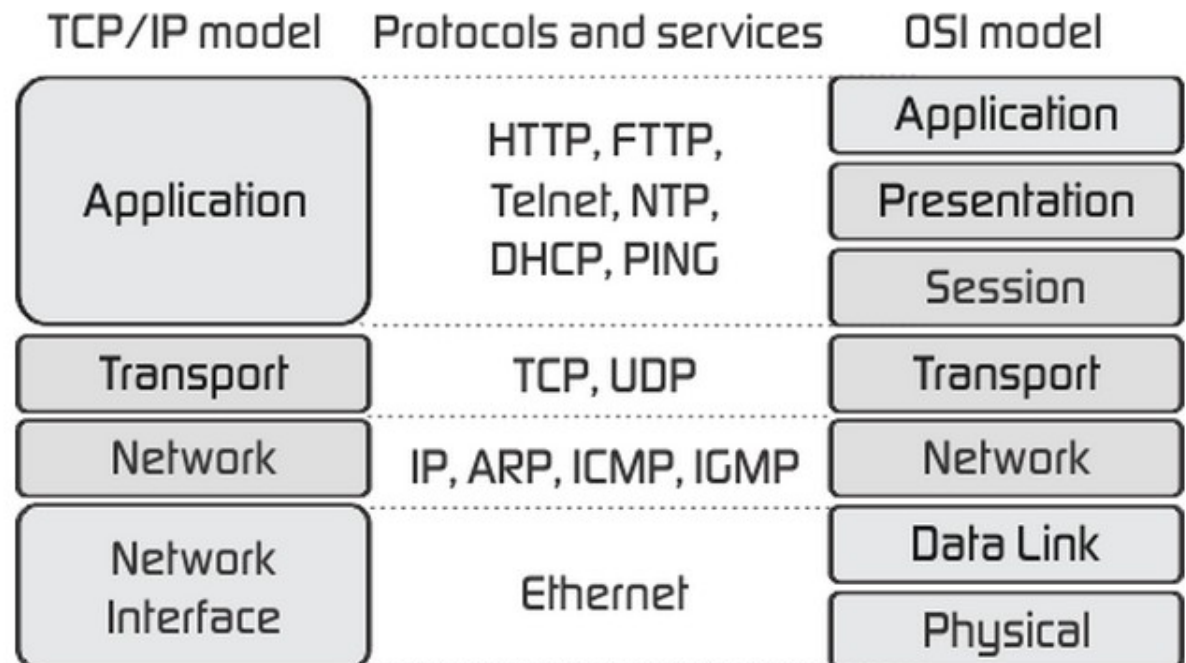 TCP/IP model Protocols and services OSI model
Application
HTTP, FTTP,
Telnet, NTP,
DHCP, PING
Application
Presentation
Session
Transport
TCP, UDP
Transport
Network
IP, ARP, ICMP, IGMP
Network
Network
Interface
Ethernet
Data Link
Physical